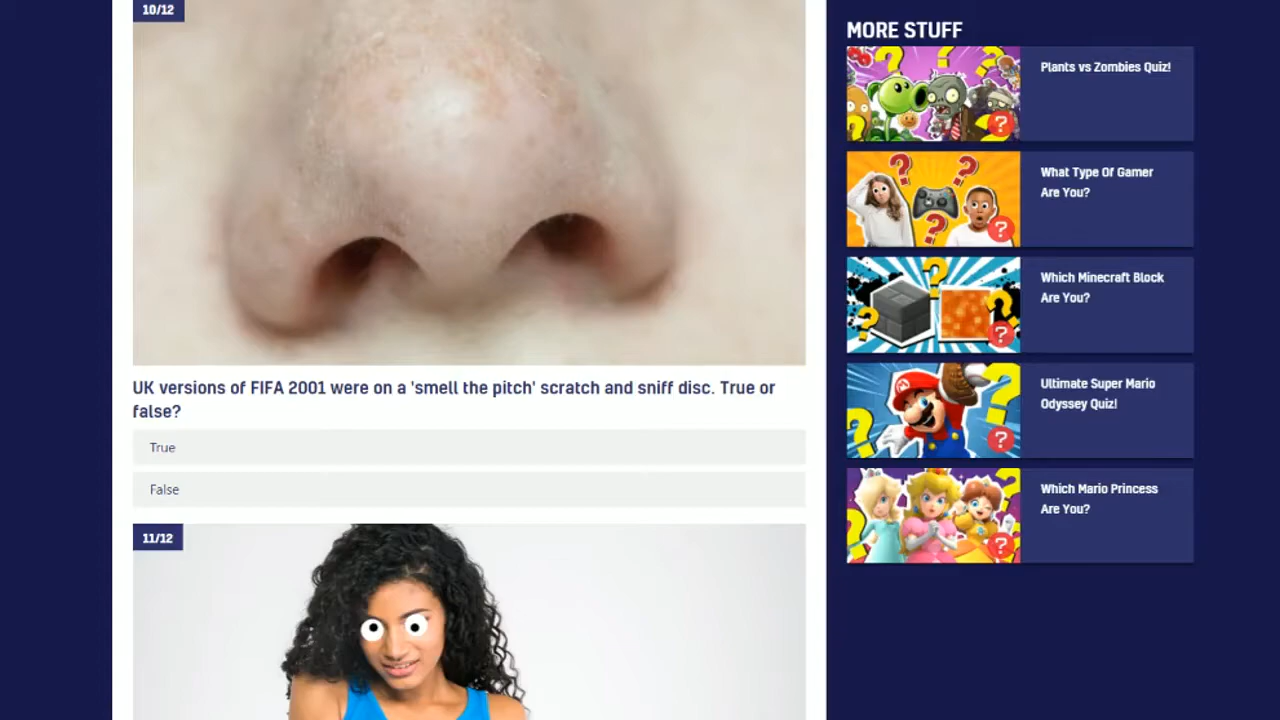 10/12
UK versions of FIFA 2001 were on a 'smell the pitch' scratch and sniff disc. True or
false?
True
False
11/12
MORE STUFF
Plants vs Zombies Quiz!
What Type Of Gamer
Are You?
Which Minecraft Block
Are You?
Ultimate Super Mario
Odyssey Quiz!
Which Mario Princess
Are You?